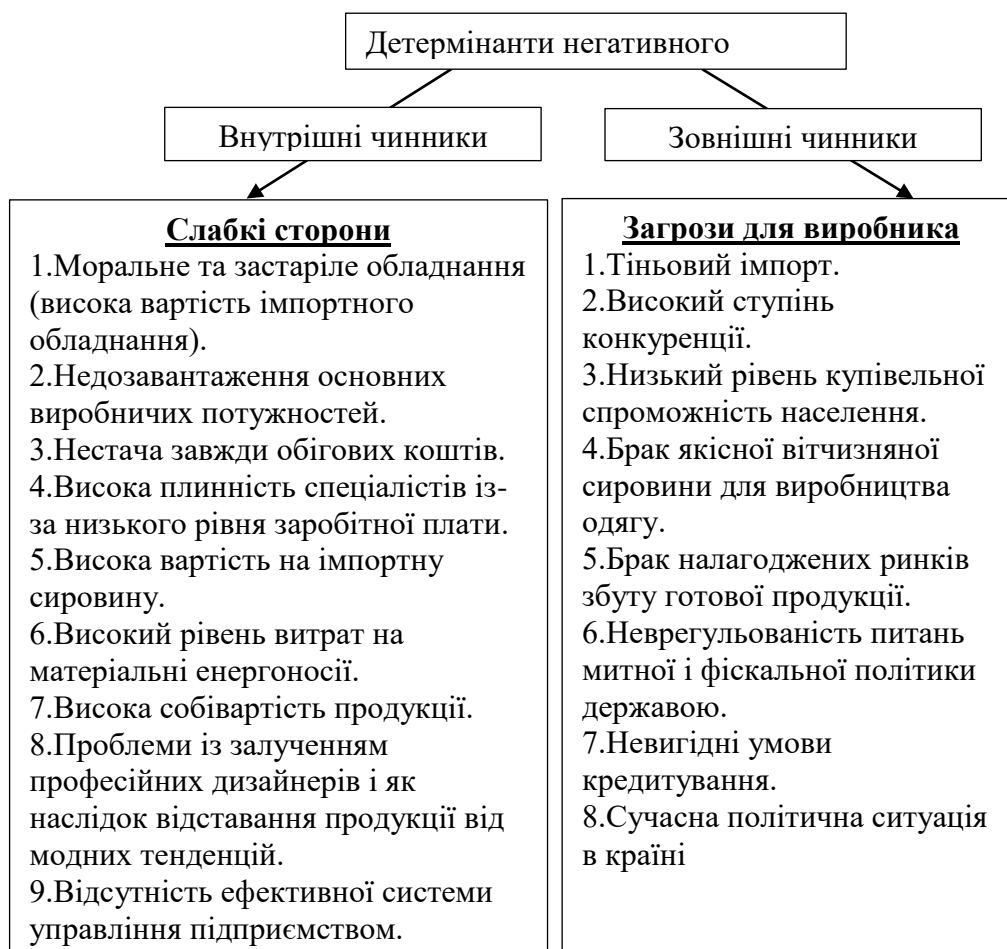 Детермінанти негативного
Внутрішні чинники
Зовнішні чинники
Слабкі сторони
1.Моральне та застаріле обладнання
(висока вартість імпортного
обладнання).
2.Недозавантаження основних
виробничих потужностей.
3.Нестача завжди обігових коштів.
4.Висока плинність спеціалістів із-
за низького рівня заробітної плати.
5.Висока вартість на імпортну
сировину.
6.Високий рівень витрат на
матеріальні енергоносії.
7.Висока собівартість продукції.
8.Проблеми із залученням
професійних дизайнерів і як
наслідок відставання продукції від
модних тенденцій.
9.Відсутність ефективної системи
управління підприємством.
Загрози для виробника
1.Тіньовий імпорт.
2.Високий ступінь
конкуренції.
3.Низький рівень купівельної
спроможність населення.
4.Брак якісної вітчизняної
сировини для виробництва
одягу.
5.Брак налагоджених ринків
збуту готової продукції.
6.Неврегульованість питань
митної і фіскальної політики
державою.
7.Невигідні умови
кредитування.
8.Сучасна політична ситуація
в країні